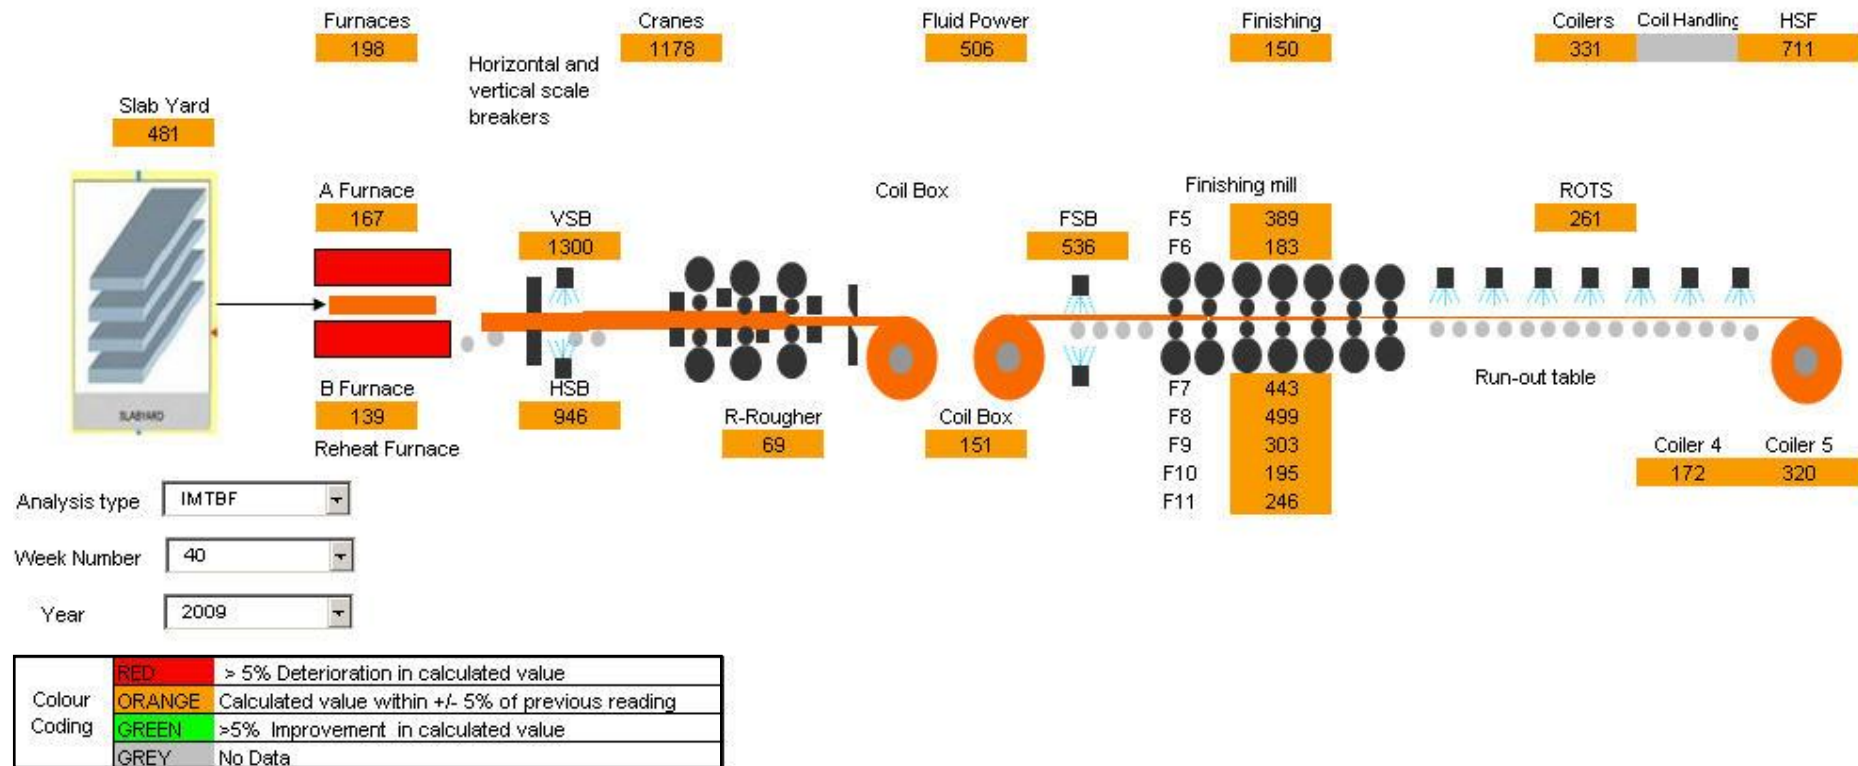 Furnaces
198
Cranes
1178
Fluid Power
506
Finishing
150
Coilers
331
Coil Handling
HSF
711
Horizontal and
vertical scale
breakers
Slab Yard
481
SLABYARD
A Furnace
167
B Furnace
139
Reheat Furnace
VSB
1300
HSB
946
R-Rougher
69
Coil Box
Coil Box
151
FSB
536
Finishing mill
F5 389
F6 183
F7 443
F8 499
F9 303
F10 195
F11 246
ROTS
261
Run-out table
Coiler 4
172
Coiler 5
320
Analysis type IMTBF
Week Number 40
Year 2009
Colour
Coding
RED > 5% Deterioration in calculated value
ORANGE Calculated value within +/- 5% of previous reading
GREEN >5% Improvement in calculated value
GREY No Data